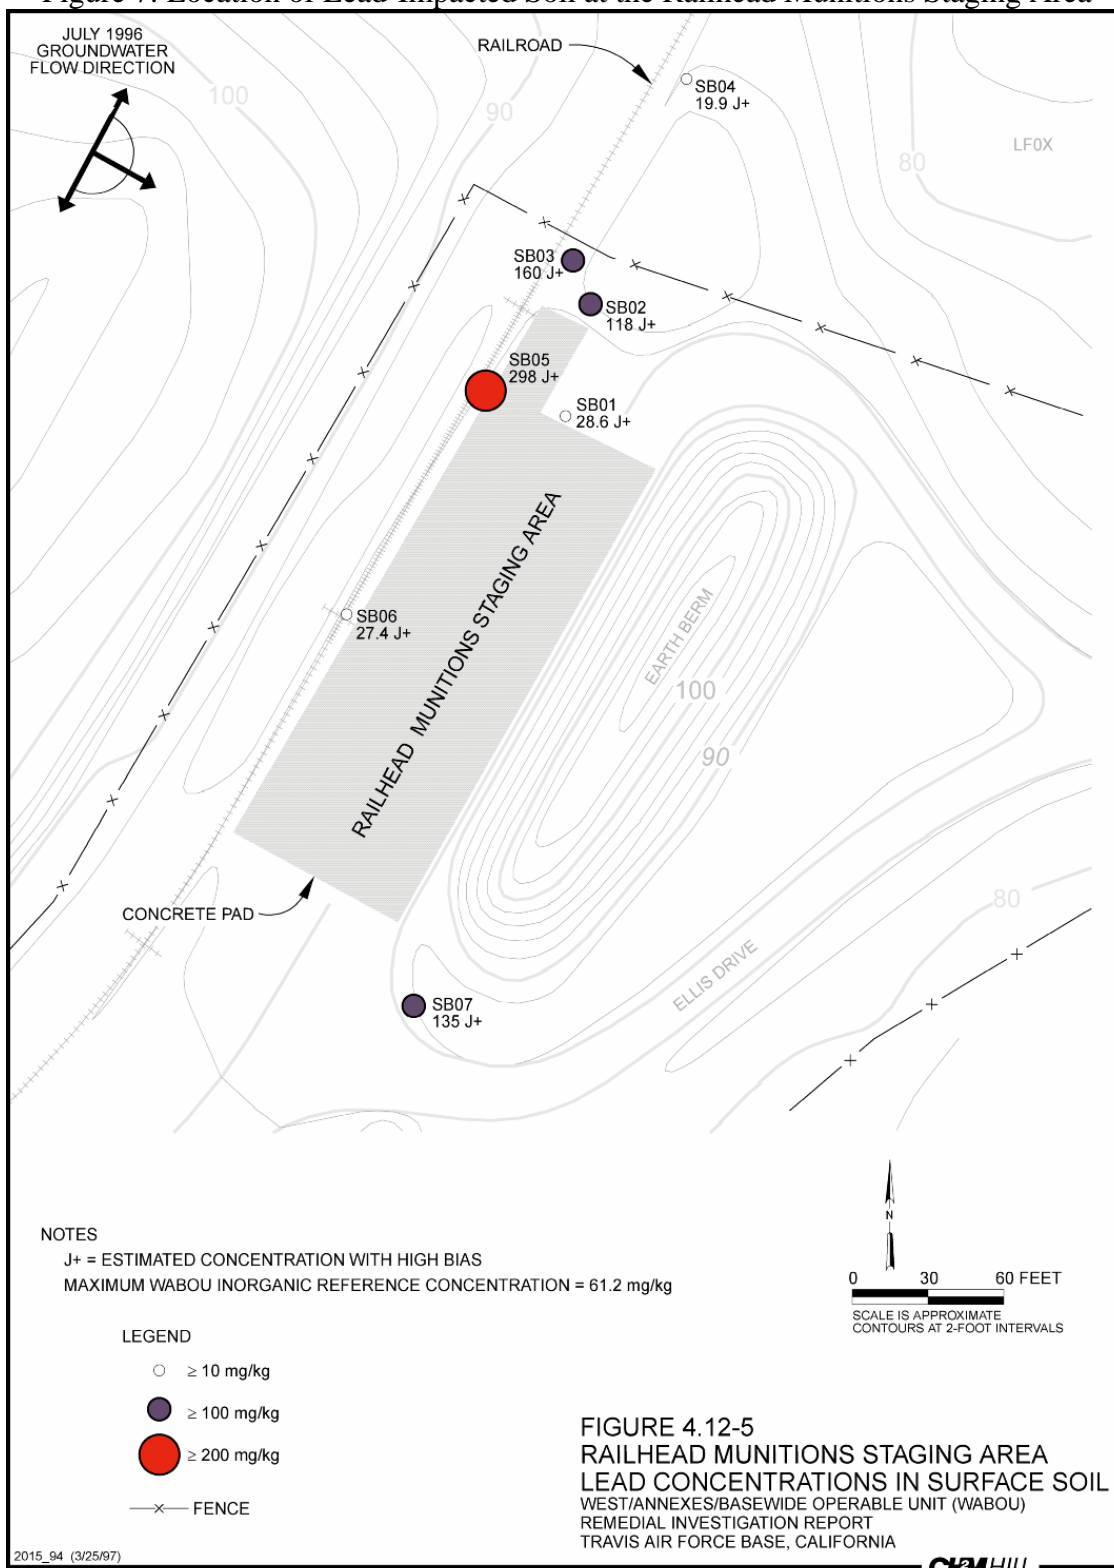 Figure 7. Location of Lead-Impacted Soil at the Railhead Munitions Staging Area
JULY 1996
GROUNDWATER
FLOW DIRECTION
RAILROAD
SB04
19.9 J+
100
90
80
LF0X
SB03
160 J+
SB02
118 J+
SB05
298 J+
SB01
28.6 J+
SB06
27.4 J+
RAILHEAD MUNITIONS STAGING AREA
EARTH BERM
100
90
CONCRETE PAD
80
ELLIS DRIVE
SB07
135 J+
N
NOTES
J+ = ESTIMATED CONCENTRATION WITH HIGH BIAS
MAXIMUM WABOU INORGANIC REFERENCE CONCENTRATION = 61.2 mg/kg
0 30 60 FEET
SCALE IS APPROXIMATE
CONTOURS AT 2-FOOT INTERVALS
LEGEND
≥ 10 mg/kg
≥ 100 mg/kg
≥ 200 mg/kg
FENCE
FIGURE 4.12-5
RAILHEAD MUNITIONS STAGING AREA
LEAD CONCENTRATIONS IN SURFACE SOIL
WEST/ANNEXES/BASEWIDE OPERABLE UNIT (WABOU)
REMEDIAL INVESTIGATION REPORT
TRAVIS AIR FORCE BASE, CALIFORNIA
2015_94 (3/25/97)
CH2M HILL